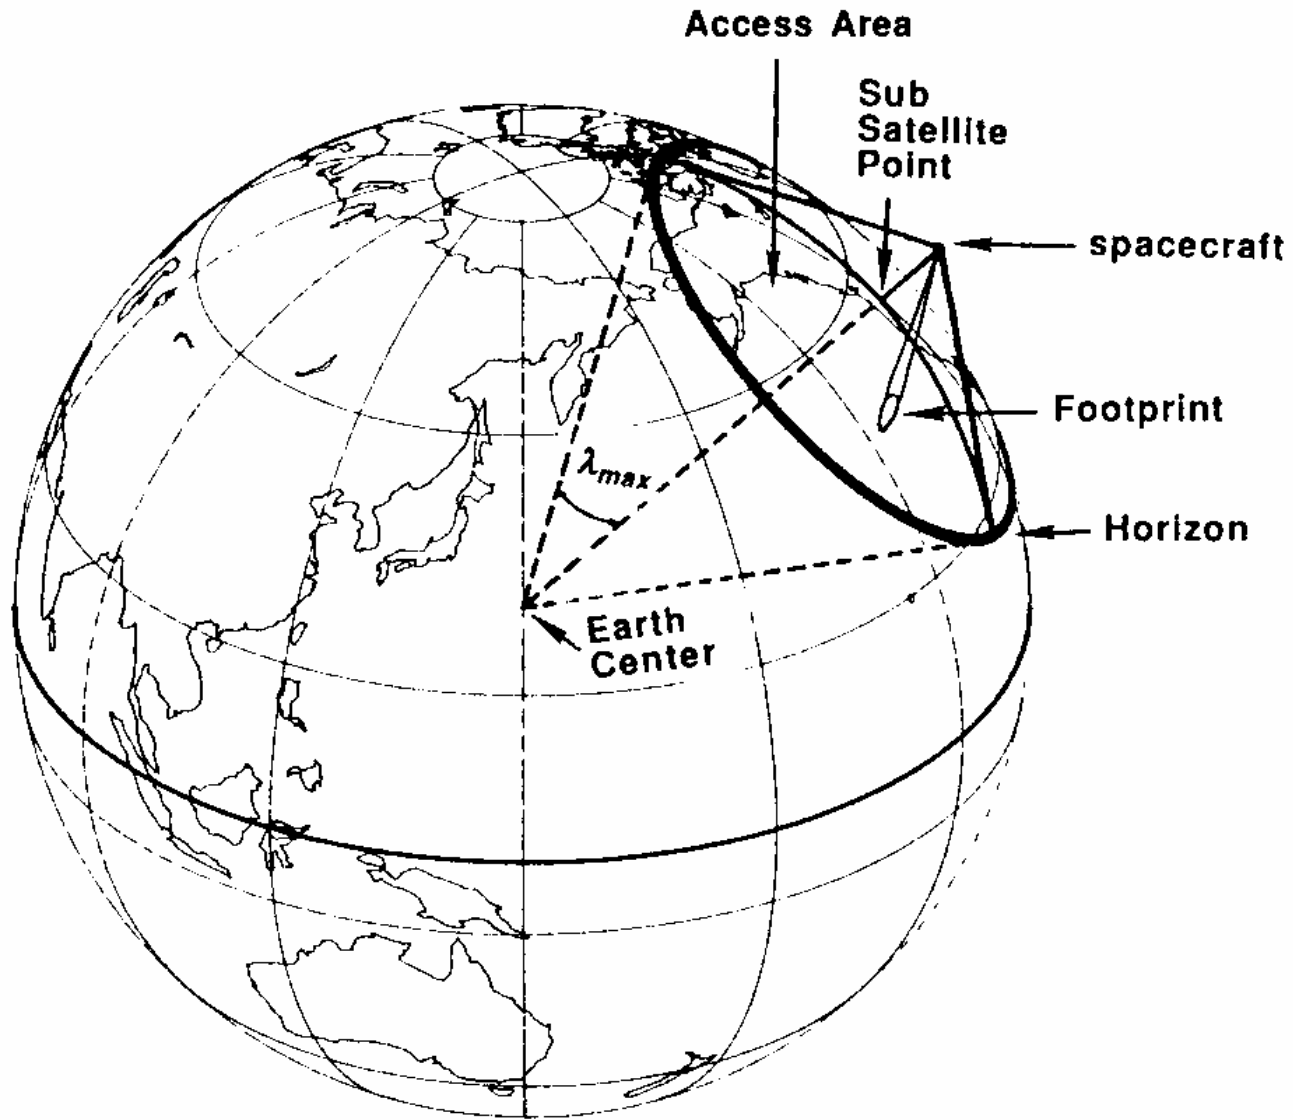 Access Area
Sub
Satellite
Point
spacecraft
Footprint
λmax
Horizon
Earth
Center